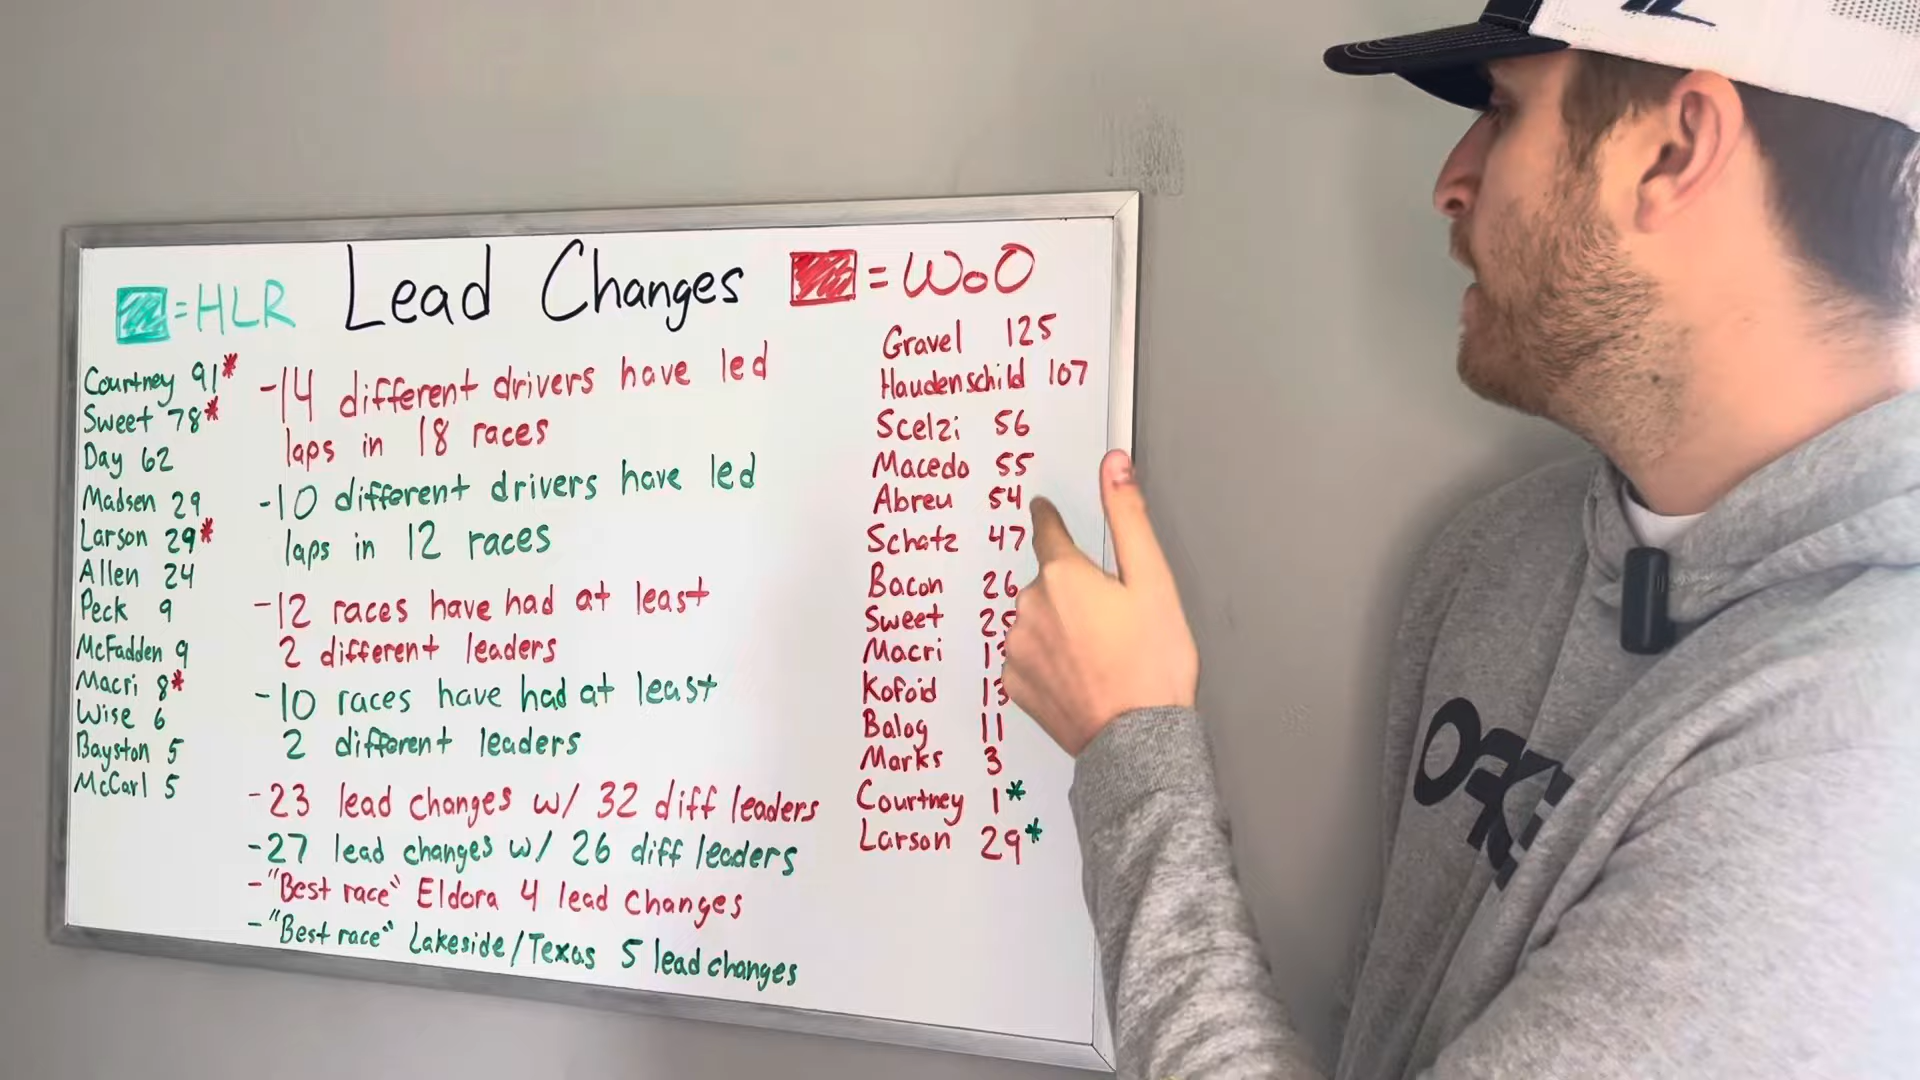 = HLR
Lead Changes
= WoO
Courtney 91*
Sweet 78*
Day 62
Madsen 29
Larson 29*
Allen 24
Peck 9
McFadden 9
Macri 8*
Wise 6
Bayston 5
McCarl 5
-14 different drivers have led
laps in 18 races
-10 different drivers have led
laps in 12 races
-12 races have had at least
2 different leaders
-10 races have had at least
2 different leaders
-23 lead changes w/ 32 diff leaders
-27 lead changes w/ 26 diff leaders
-"Best race" Eldora 4 lead changes
-"Best race" Lakeside/Texas 5 lead changes
Gravel 125
Haudenschild 107
Scelzi 56
Macedo 55
Abreu 54
Schatz 47
Bacon 26
Sweet 25
Macri 13
Kofoid 13
Balog 11
Marks 3
Courtney 1*
Larson 29*